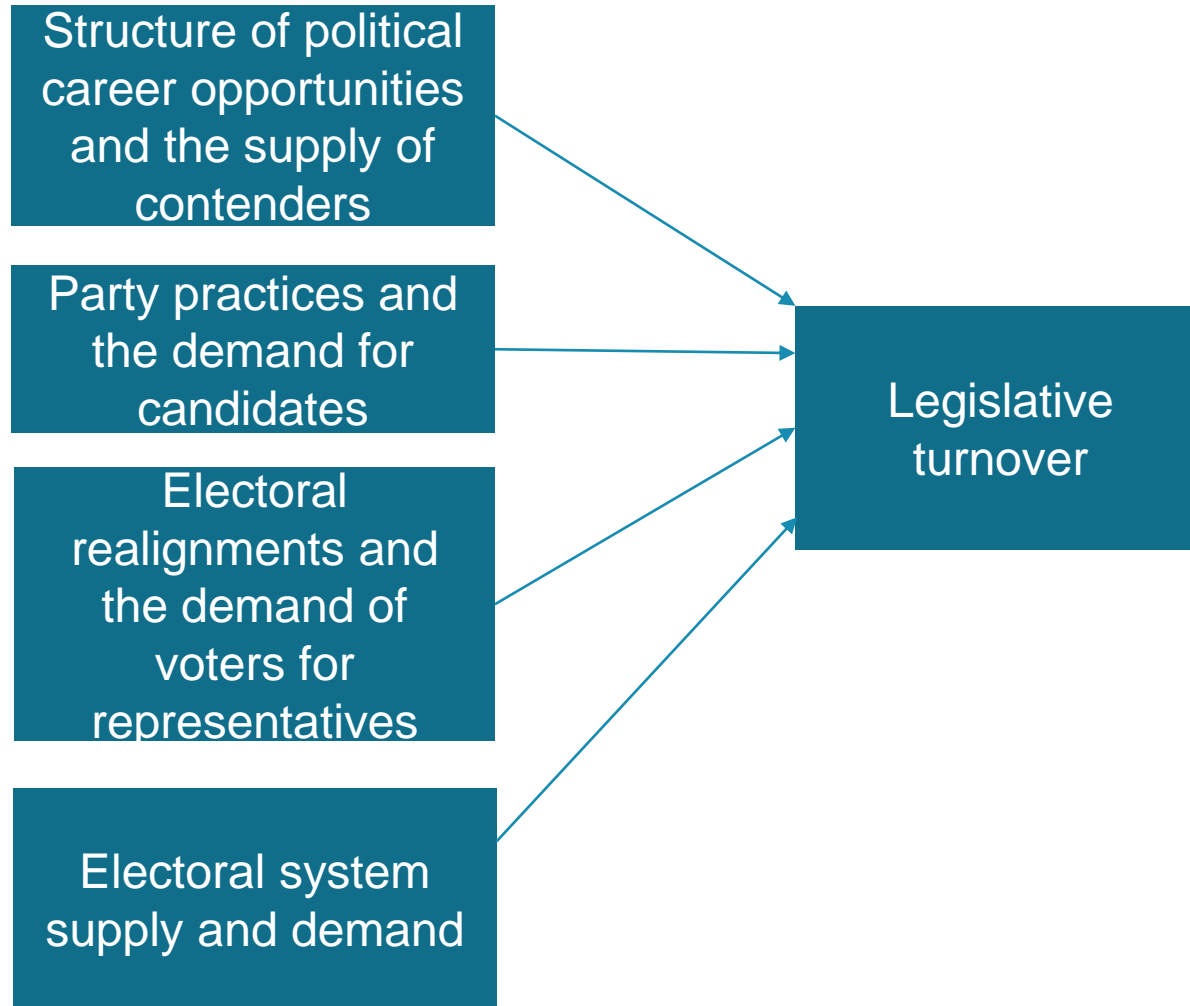 Structure of political
career opportunities
and the supply of
contenders
Party practices and
the demand for
candidates
Electoral
realignments and
the demand of
voters for
representatives
Electoral system
supply and demand
Legislative
turnover